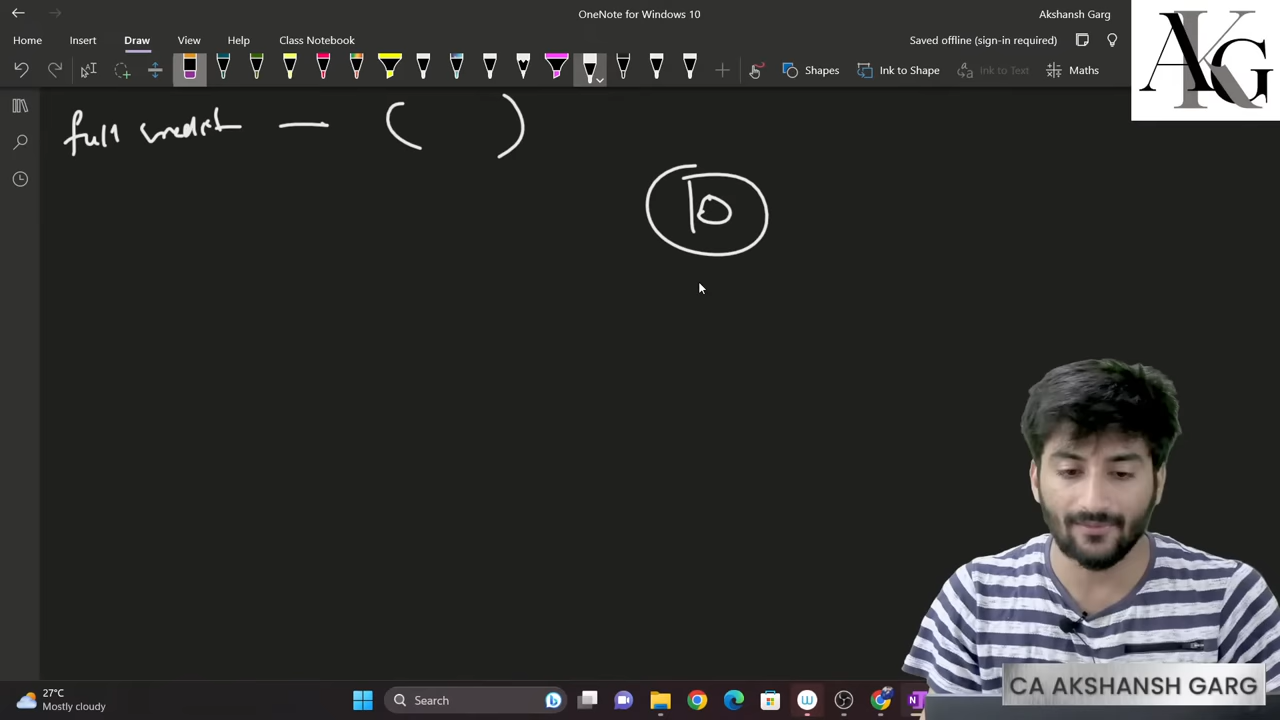 OneNote for Windows 10
Akshansh Garg
Home Insert Draw View Help Class Notebook
Saved offline (sign-in required)
Shapes Ink to Shape Ink to Text Maths
AKG
full — ( )
10
CA AKSHANSH GARG
27°C
Mostly cloudy
Search